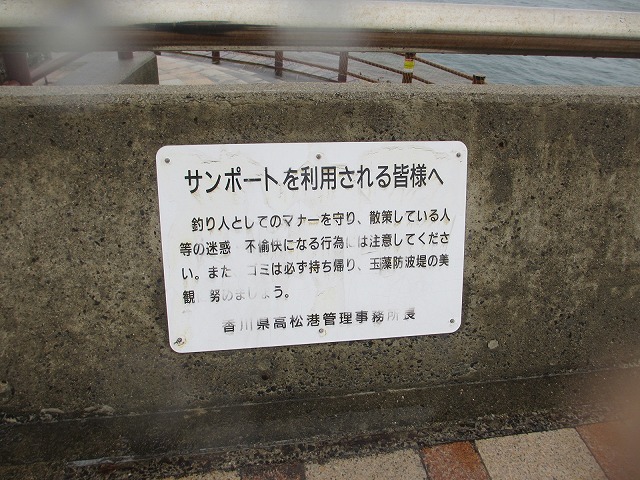 サンポートを利用される皆様へ
釣り人としてのマナーを守り、散策している人
等の迷惑 不愉快になる行為には注意してくださ
い。また ゴミは必ず持ち帰り、玉藻防波堤の美
観に努めましょう。
香川県高松港管理事務所長